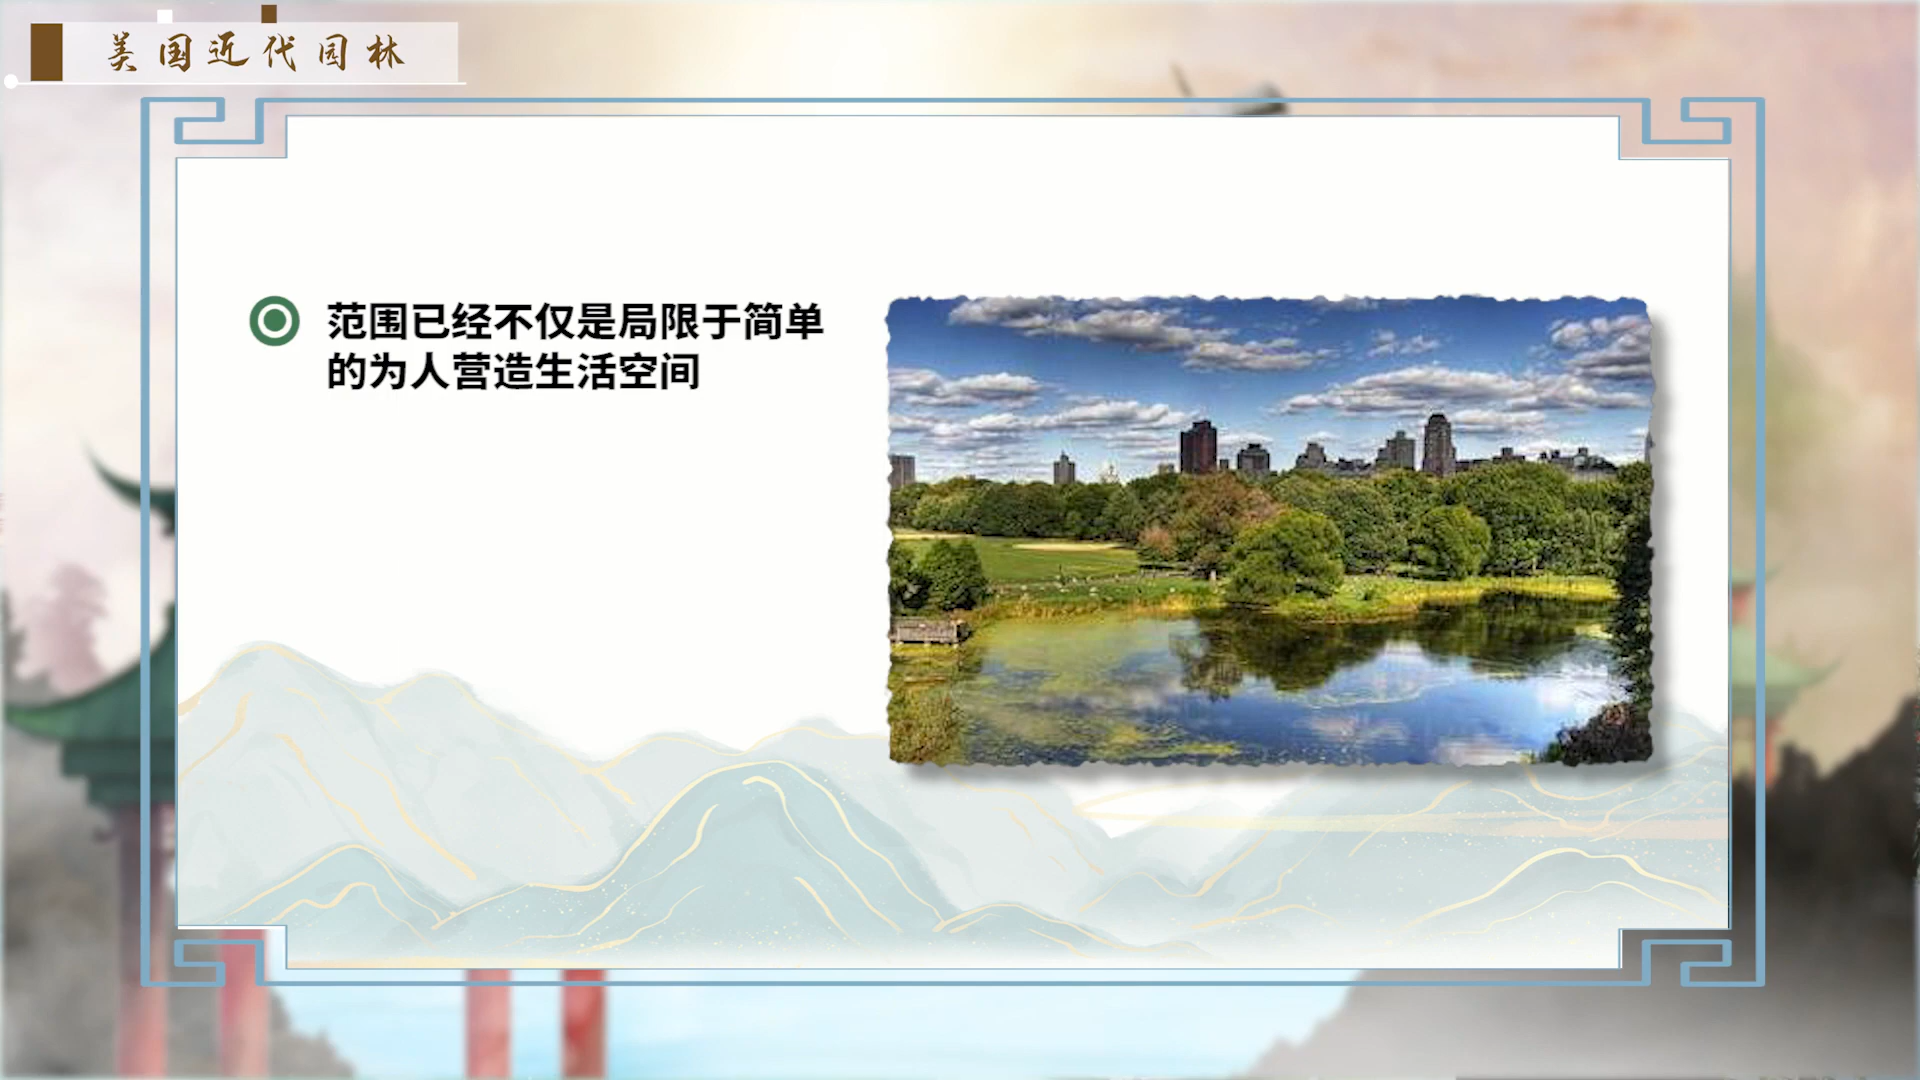 美国近代园林
范围已经不仅是局限于简单
的为人营造生活空间